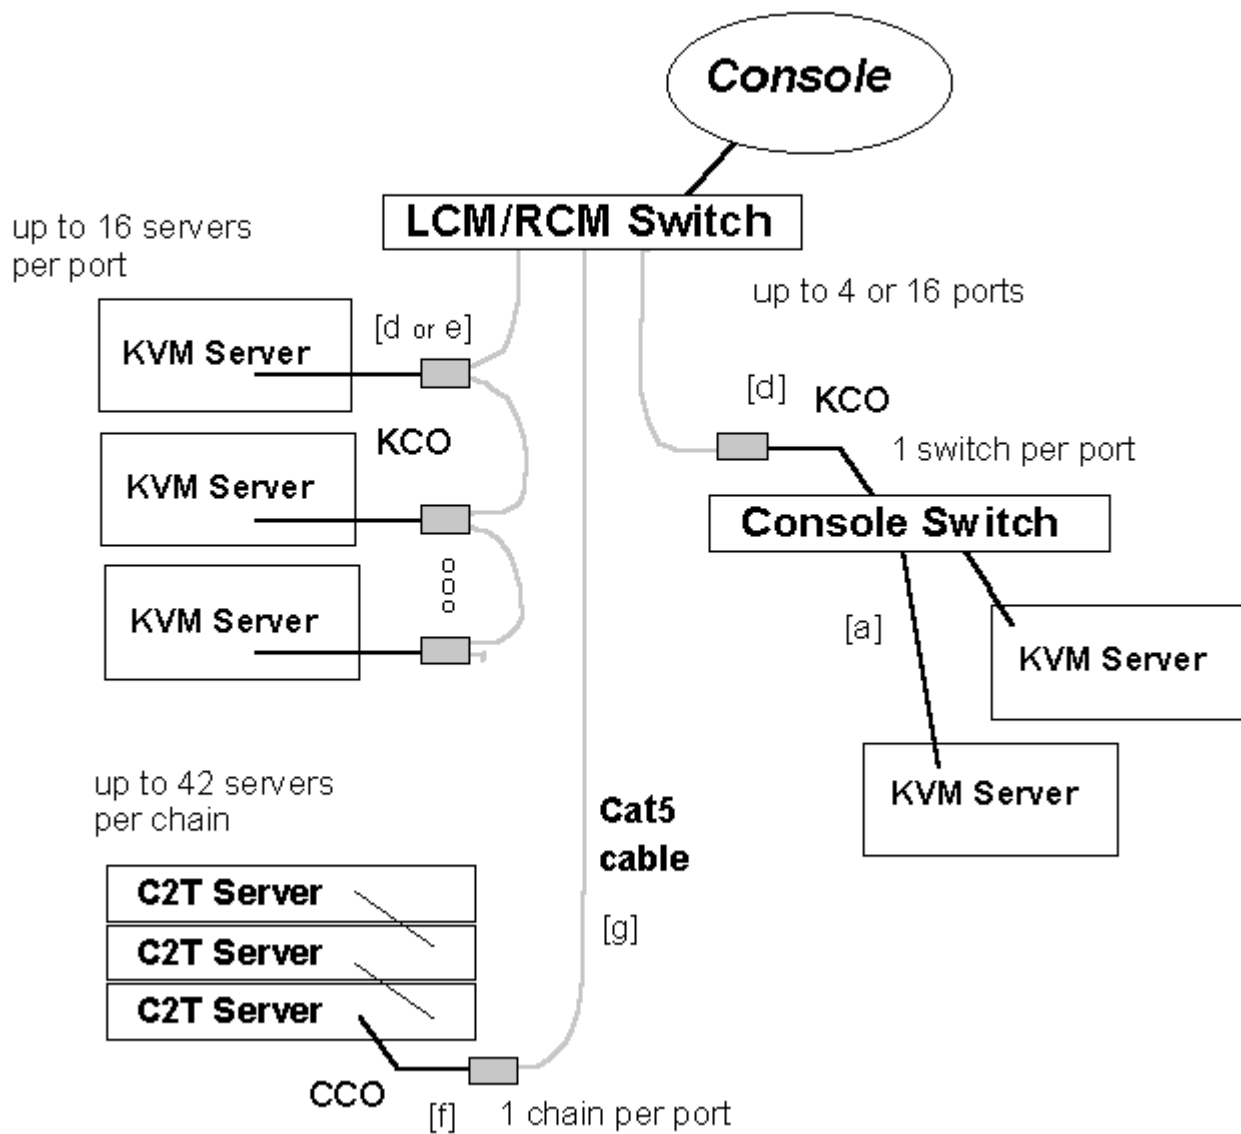 Console
LCM/RCM Switch
up to 16 servers
per port
up to 4 or 16 ports
KVM Server
[d or e]
[d]
KCO
KCO
1 switch per port
KVM Server
Console Switch
o
o
o
KVM Server
[a]
KVM Server
KVM Server
up to 42 servers
per chain
Cat5
cable
[g]
C2T Server
C2T Server
C2T Server
CCO
[f]
1 chain per port